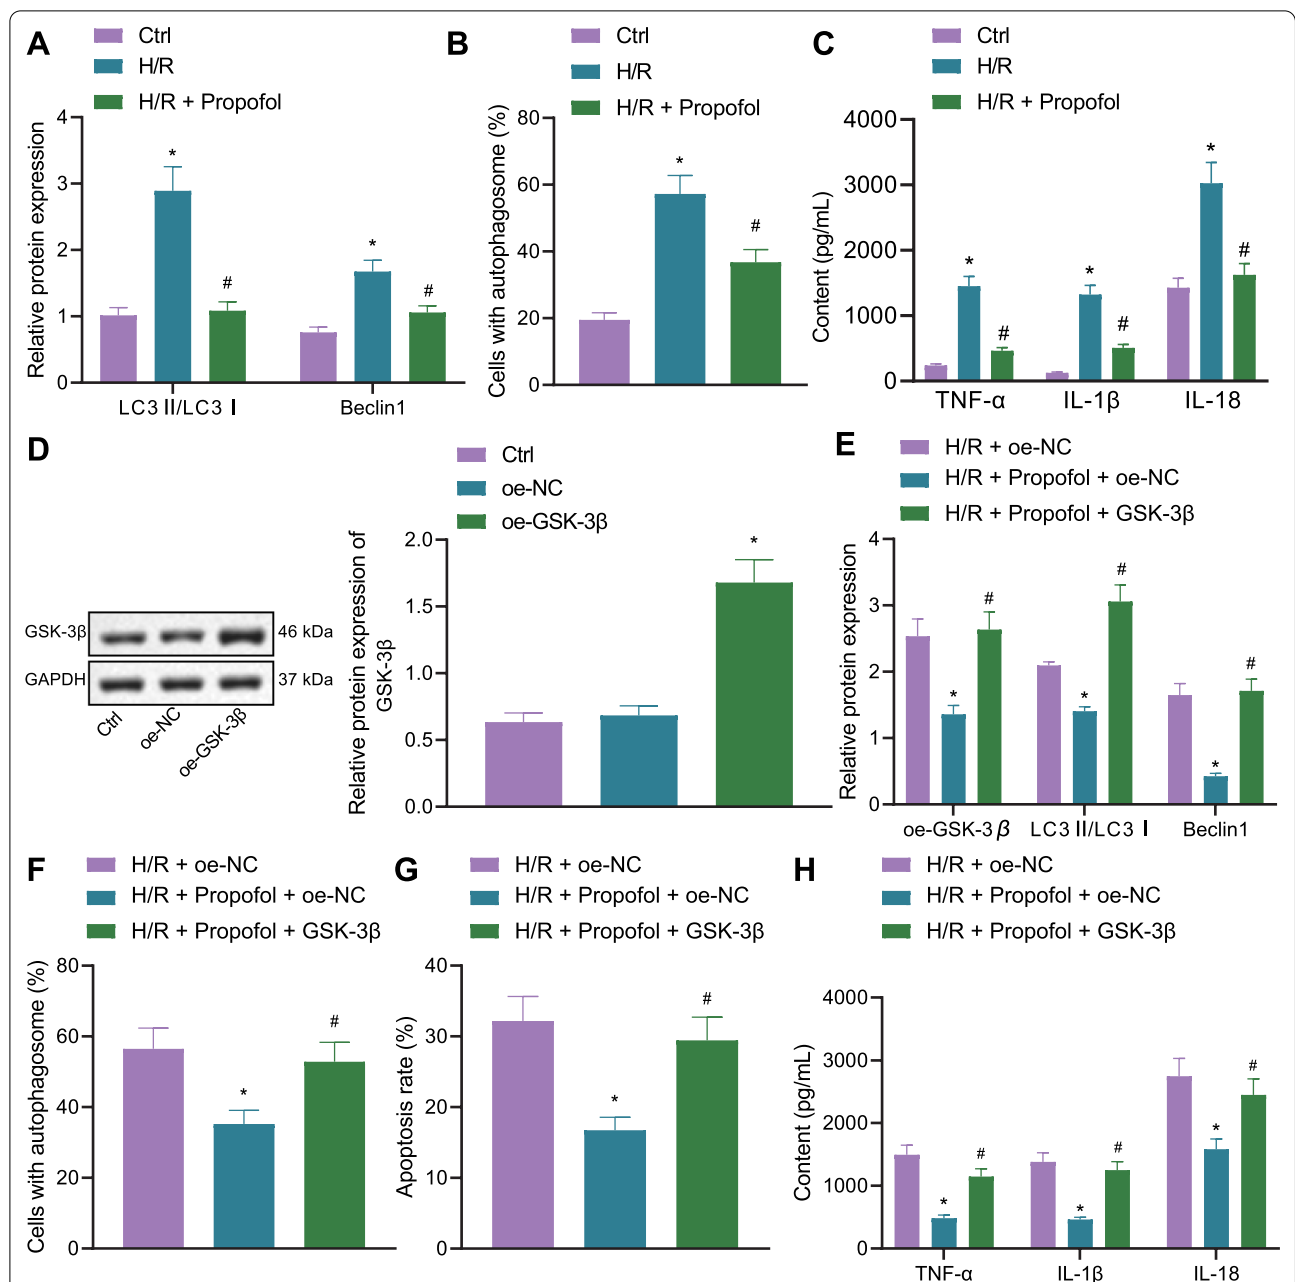 A
Ctrl
H/R
H/R + Propofol
Relative protein expression
4
3
2
1
0
*
#
*
#
LC3 II/LC3 I
Beclin1
B
Ctrl
H/R
H/R + Propofol
Cells with autophagosome (%)
80
60
40
20
0
*
#
C
Ctrl
H/R
H/R + Propofol
Content (pg/mL)
4000
3000
2000
1000
0
*
#
*
#
*
#
TNF-α
IL-1β
IL-18
D
GSK-3β
46 kDa
GAPDH
37 kDa
Ctrl
oe-NC
oe-GSK-3β
Ctrl
oe-NC
oe-GSK-3β
Relative protein expression of
GSK-3β
2.0
1.5
1.0
0.5
0.0
*
E
H/R + oe-NC
H/R + Propofol + oe-NC
H/R + Propofol + GSK-3β
Relative protein expression
4
3
2
1
0
*
#
*
#
*
#
oe-GSK-3β
LC3 II/LC3 I
Beclin1
F
H/R + oe-NC
H/R + Propofol + oe-NC
H/R + Propofol + GSK-3β
Cells with autophagosome (%)
80
60
40
20
0
*
#
G
H/R + oe-NC
H/R + Propofol + oe-NC
H/R + Propofol + GSK-3β
Apoptosis rate (%)
40
30
20
10
0
*
#
H
H/R + oe-NC
H/R + Propofol + oe-NC
H/R + Propofol + GSK-3β
Content (pg/mL)
4000
3000
2000
1000
0
*
#
*
#
*
#
TNF-α
IL-1β
IL-18